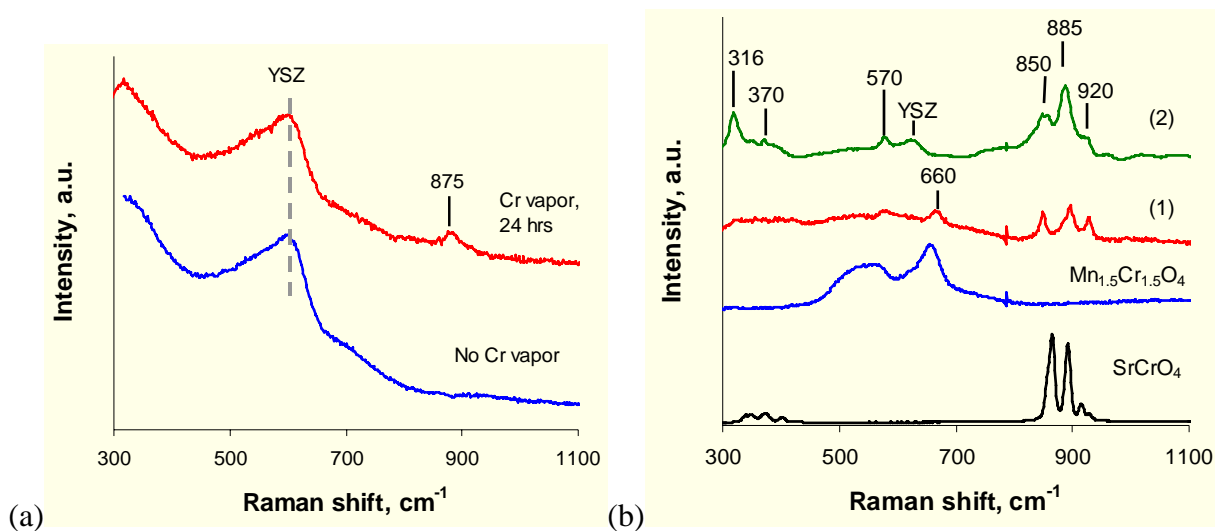 YSZ
875
Cr vapor,
24 hrs
No Cr vapor
Intensity, a.u.
300 500 700 900 1100
Raman shift, cm-1
(a)
885
316
850
370
570
YSZ
920
(2)
660
(1)
Mn1.5Cr1.5O4
SrCrO4
Intensity, a.u.
300 500 700 900 1100
Raman shift, cm-1
(b)